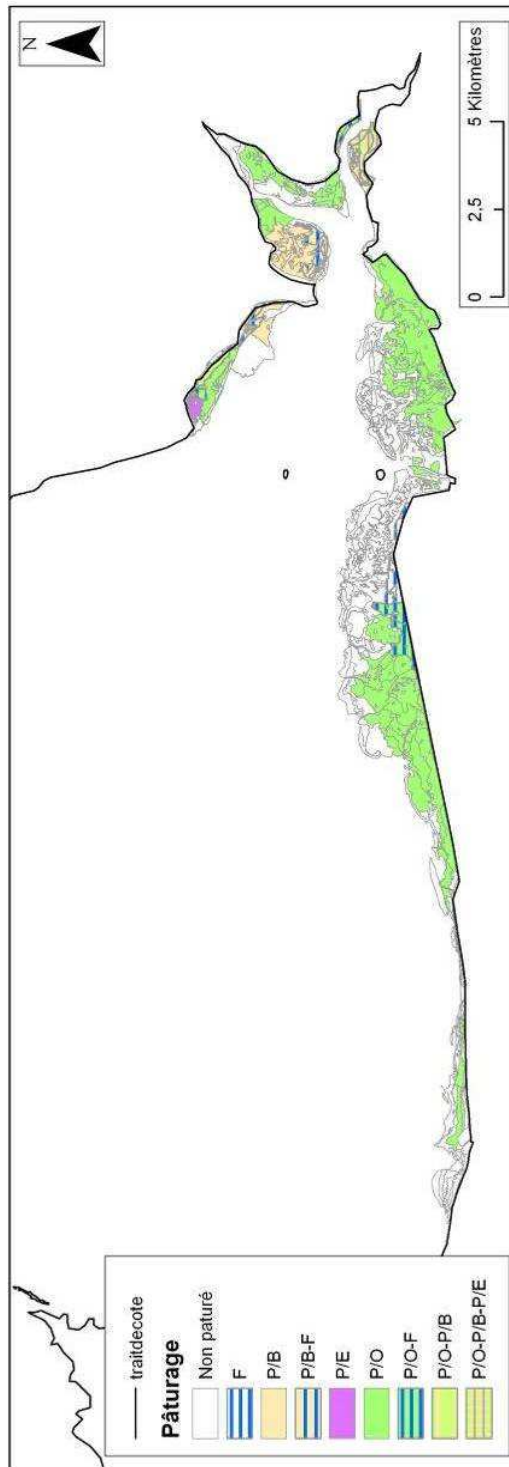 N
traitdecote
Pâturage
Non paturé
F
P/B
P/B-F
P/E
P/O
P/O-F
P/O-P/B
P/O-P/B-P/E
0 2,5 5 Kilomètres